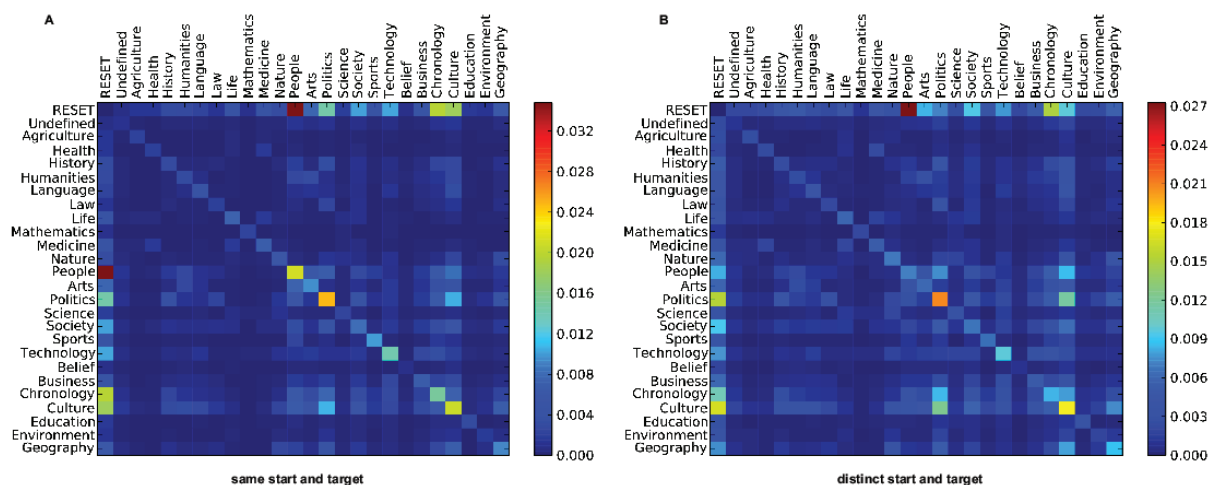 A
RESET
Undefined
Agriculture
Health
History
Humanities
Language
Law
Life
Mathematics
Medicine
Nature
People
Arts
Politics
Science
Society
Sports
Technology
Belief
Business
Chronology
Culture
Education
Environment
Geography
RESET
Undefined
Agriculture
Health
History
Humanities
Language
Law
Life
Mathematics
Medicine
Nature
People
Arts
Politics
Science
Society
Sports
Technology
Belief
Business
Chronology
Culture
Education
Environment
Geography
0.032
0.028
0.024
0.020
0.016
0.012
0.008
0.004
0.000
same start and target
B
RESET
Undefined
Agriculture
Health
History
Humanities
Language
Law
Life
Mathematics
Medicine
Nature
People
Arts
Politics
Science
Society
Sports
Technology
Belief
Business
Chronology
Culture
Education
Environment
Geography
RESET
Undefined
Agriculture
Health
History
Humanities
Language
Law
Life
Mathematics
Medicine
Nature
People
Arts
Politics
Science
Society
Sports
Technology
Belief
Business
Chronology
Culture
Education
Environment
Geography
0.027
0.024
0.021
0.018
0.015
0.012
0.009
0.006
0.003
0.000
distinct start and target